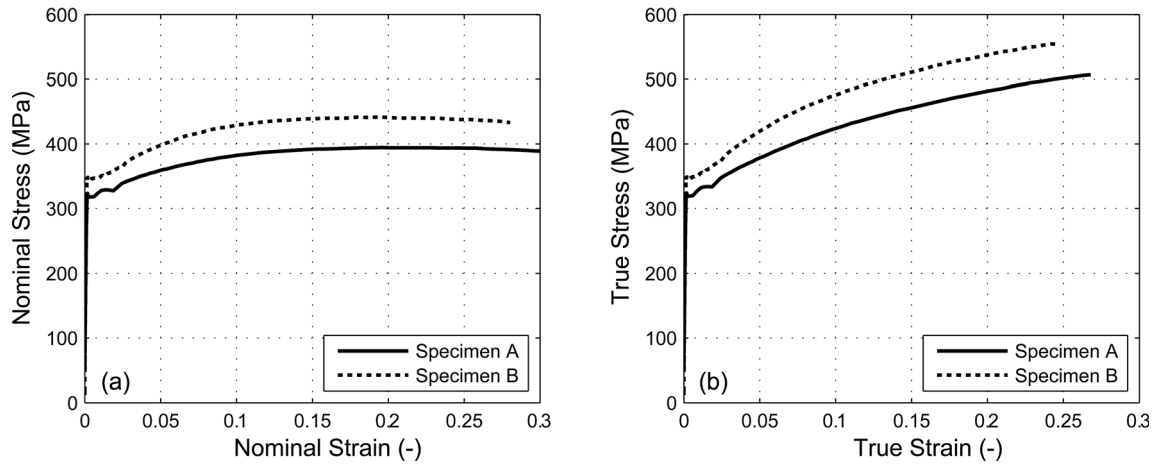 600
500
400
300
200
100
0
Nominal Stress (MPa)
Specimen A
Specimen B
(a)
0 0.05 0.1 0.15 0.2 0.25 0.3
Nominal Strain (-)
600
500
400
300
200
100
0
True Stress (MPa)
Specimen A
Specimen B
(b)
0 0.05 0.1 0.15 0.2 0.25 0.3
True Strain (-)